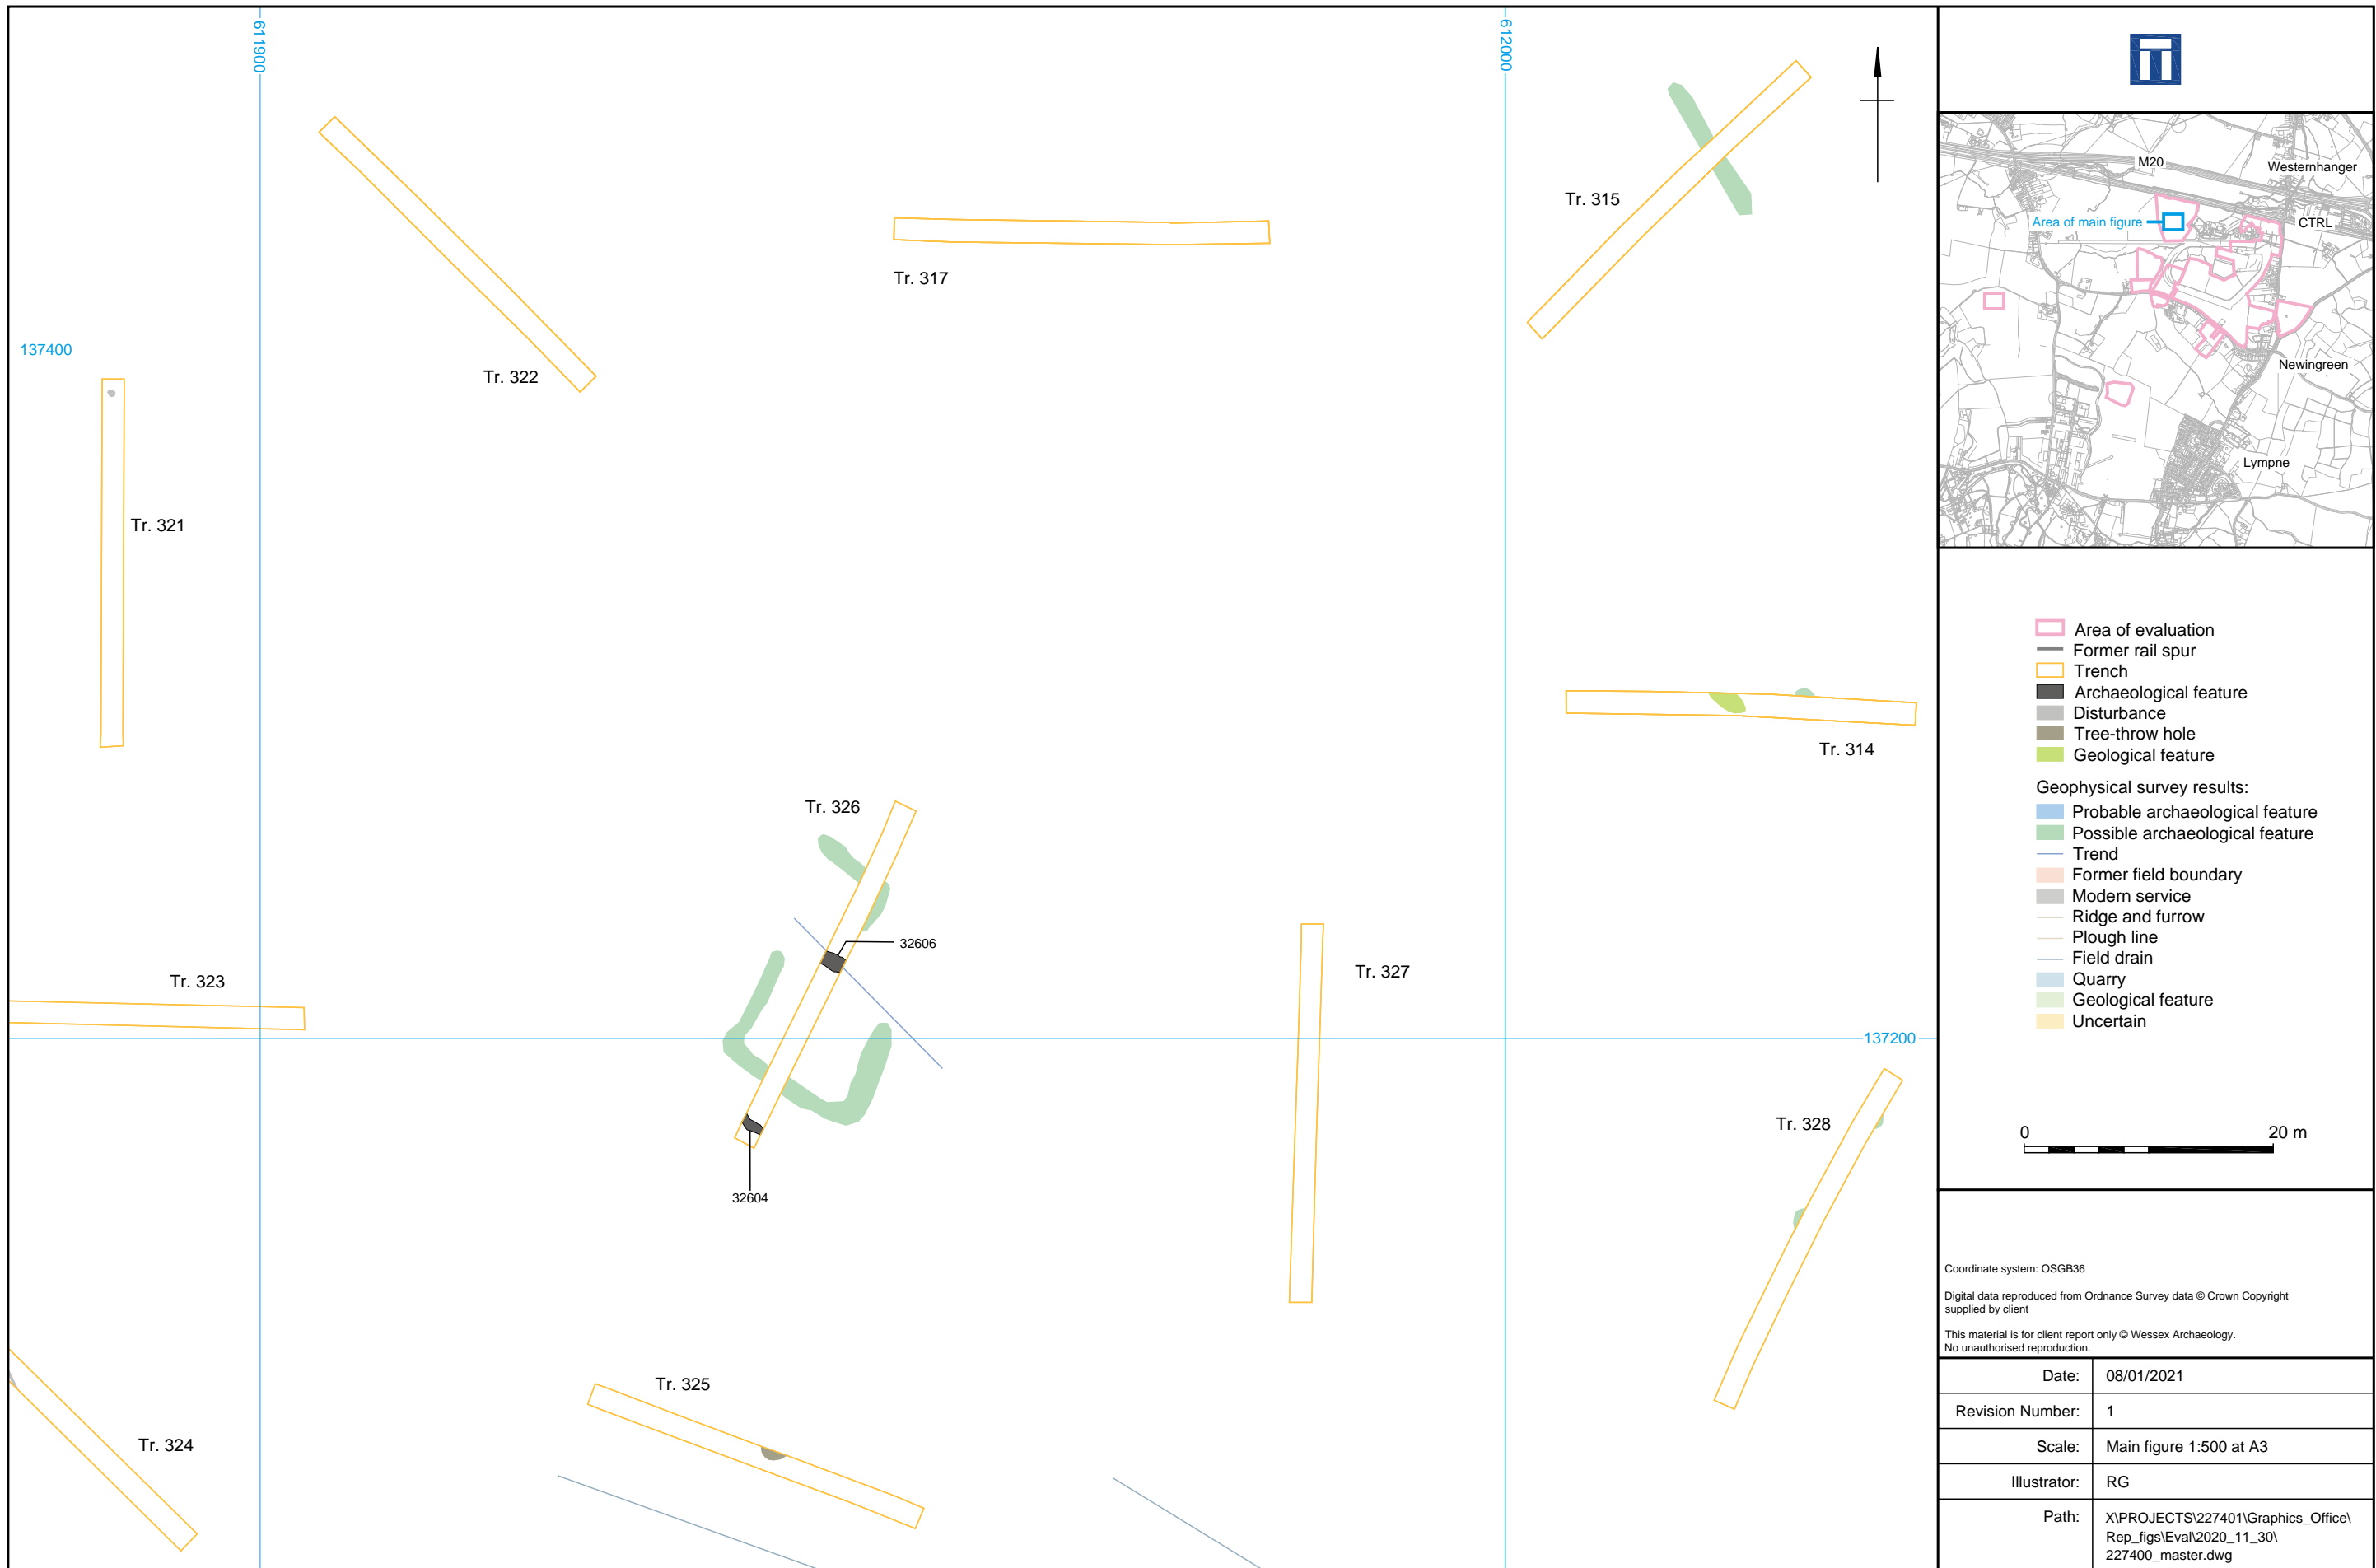 611900
612000
137400
137200
Tr. 315
Tr. 317
Tr. 322
Tr. 321
Tr. 314
Tr. 326
32606
Tr. 323
Tr. 327
Tr. 328
32604
Tr. 325
Tr. 324
M20
Westernhanger
Area of main figure
CTRL
Newingreen
Lympne
Area of evaluation
Former rail spur
Trench
Archaeological feature
Disturbance
Tree-throw hole
Geological feature
Geophysical survey results:
Probable archaeological feature
Possible archaeological feature
Trend
Former field boundary
Modern service
Ridge and furrow
Plough line
Field drain
Quarry
Geological feature
Uncertain
0 20 m
Coordinate system: OSGB36
Digital data reproduced from Ordnance Survey data © Crown Copyright
supplied by client
This material is for client report only © Wessex Archaeology.
No unauthorised reproduction.
Date: 08/01/2021
Revision Number: 1
Scale: Main figure 1:500 at A3
Illustrator: RG
Path: X\PROJECTS\227401\Graphics_Office\
Rep_figs\Eval\2020_11_30\
227400_master.dwg